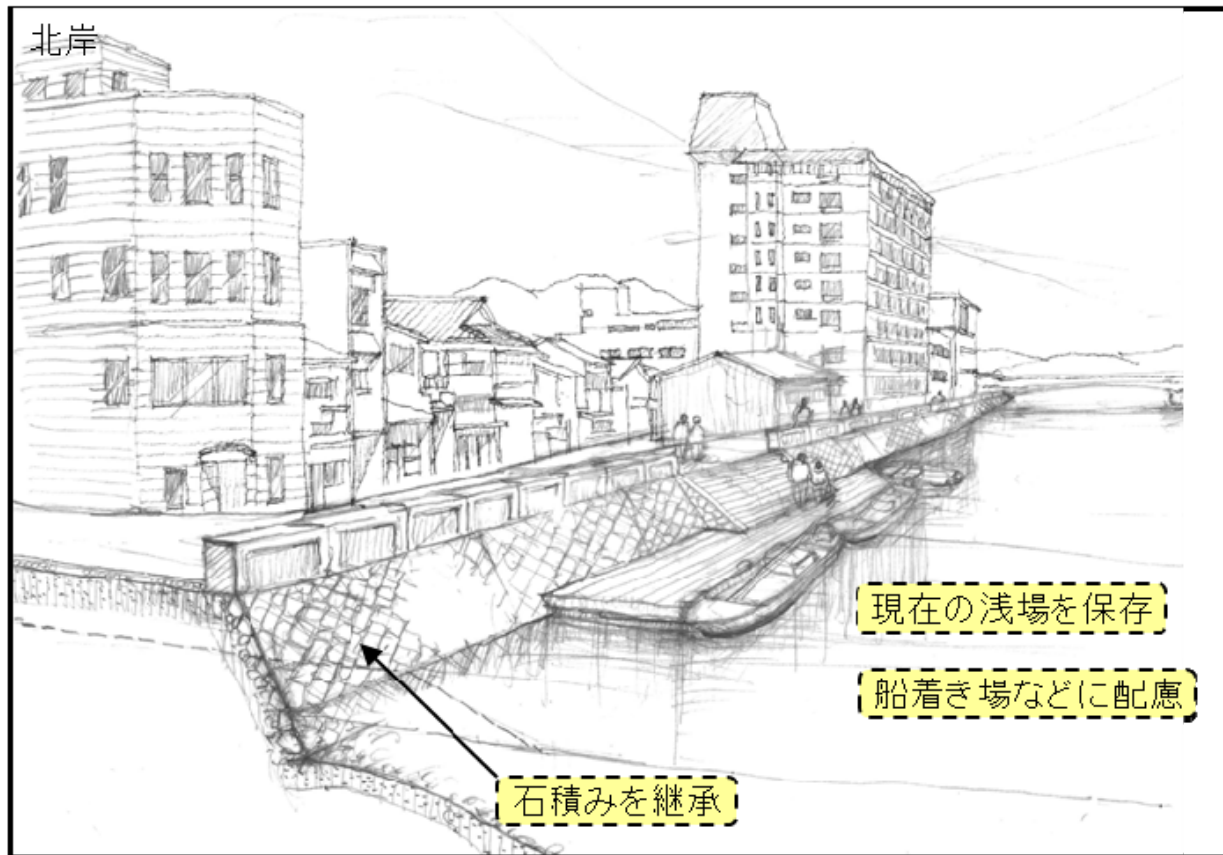 北岸
現在の浅場を保存
船着き場などに配慮
石積みを継承